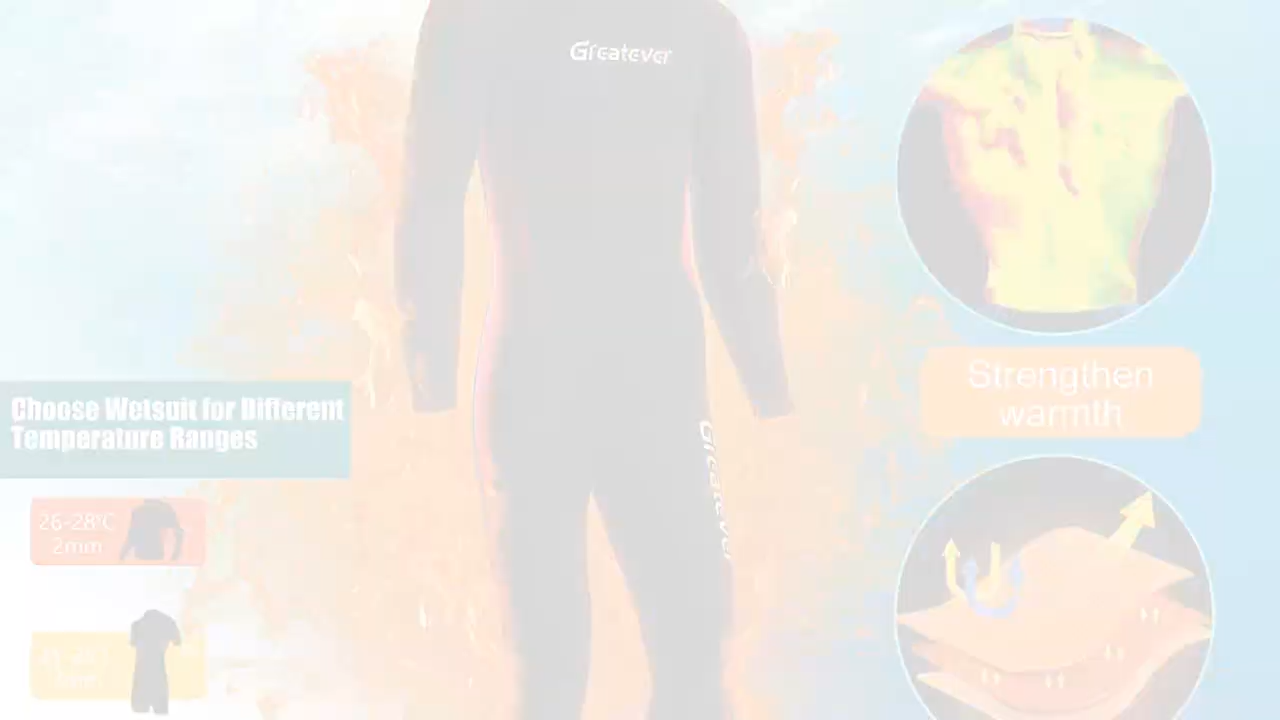 Greatever
Strengthen
warmth
Choose Wetsuit for Different
Temperature Ranges
Greatever
26-28°C
2mm